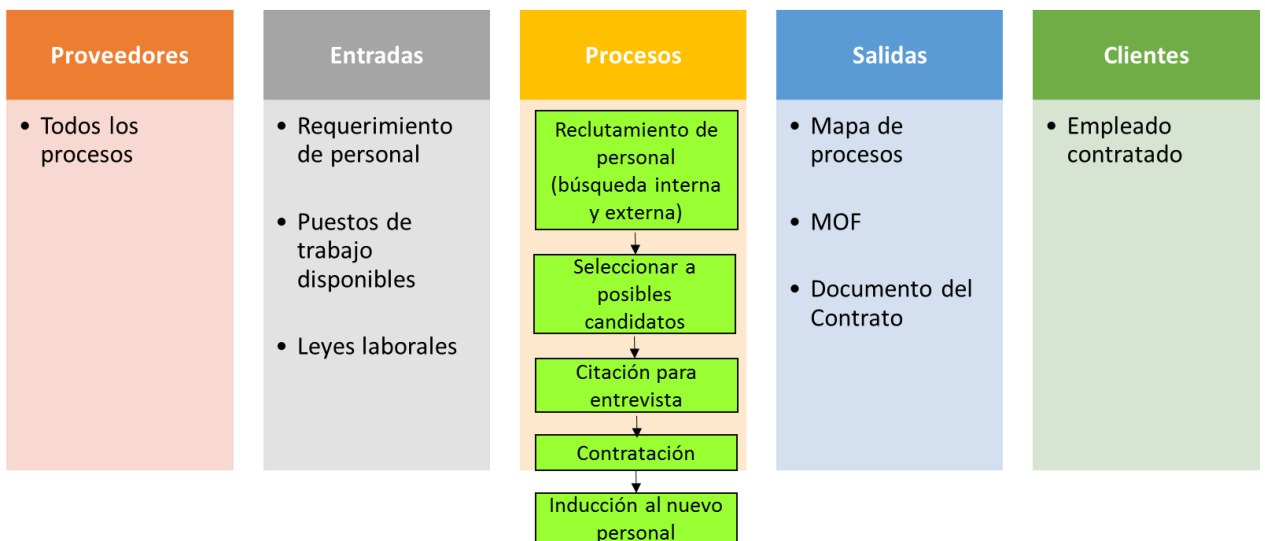 Proveedores
• Todos los
procesos
Entradas
• Requerimiento
de personal
• Puestos de
trabajo
disponibles
• Leyes laborales
Procesos
Reclutamiento de
personal
(búsqueda interna
y externa)
Seleccionar a
posibles
candidatos
Citación para
entrevista
Contratación
Inducción al nuevo
personal
Salidas
• Mapa de
procesos
• MOF
• Documento del
Contrato
Clientes
• Empleado
contratado